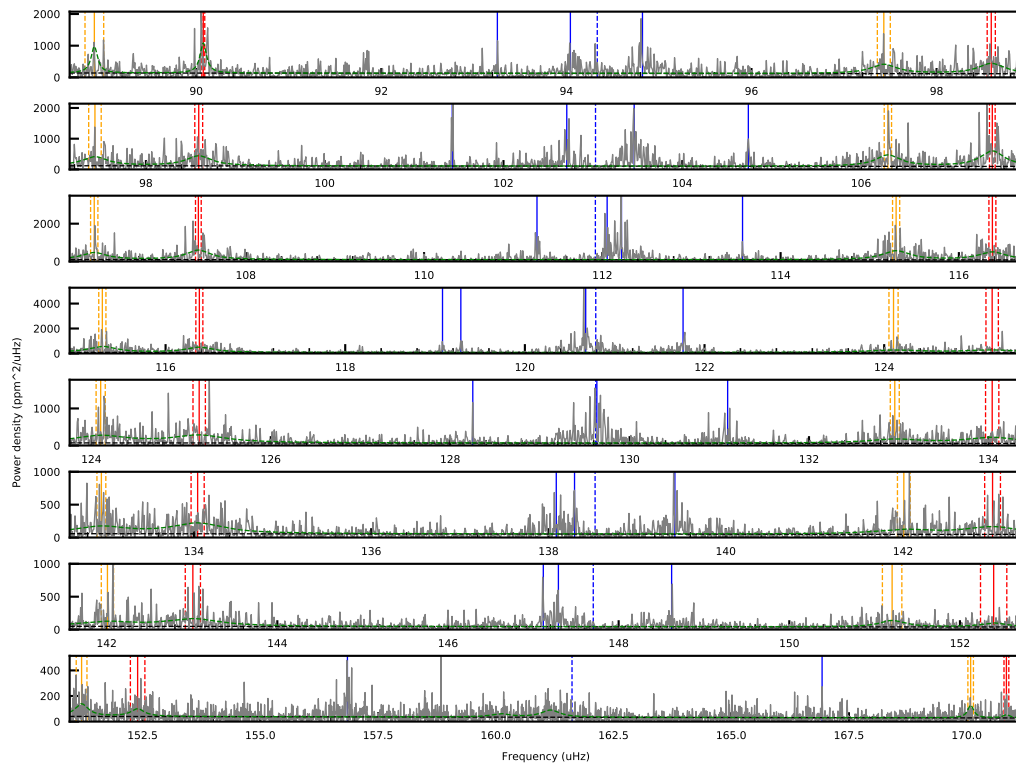 2000
1000
0
90 92 94 96 98
2000
1000
0
98 100 102 104 106
2000
0
108 110 112 114 116
4000
2000
0
116 118 120 122 124
1000
0
124 126 128 130 132 134
1000
500
0
134 136 138 140 142
1000
500
0
142 144 146 148 150 152
400
200
0
152.5 155.0 157.5 160.0 162.5 165.0 167.5 170.0
Power density (ppm^2/uHz)
Frequency (uHz)